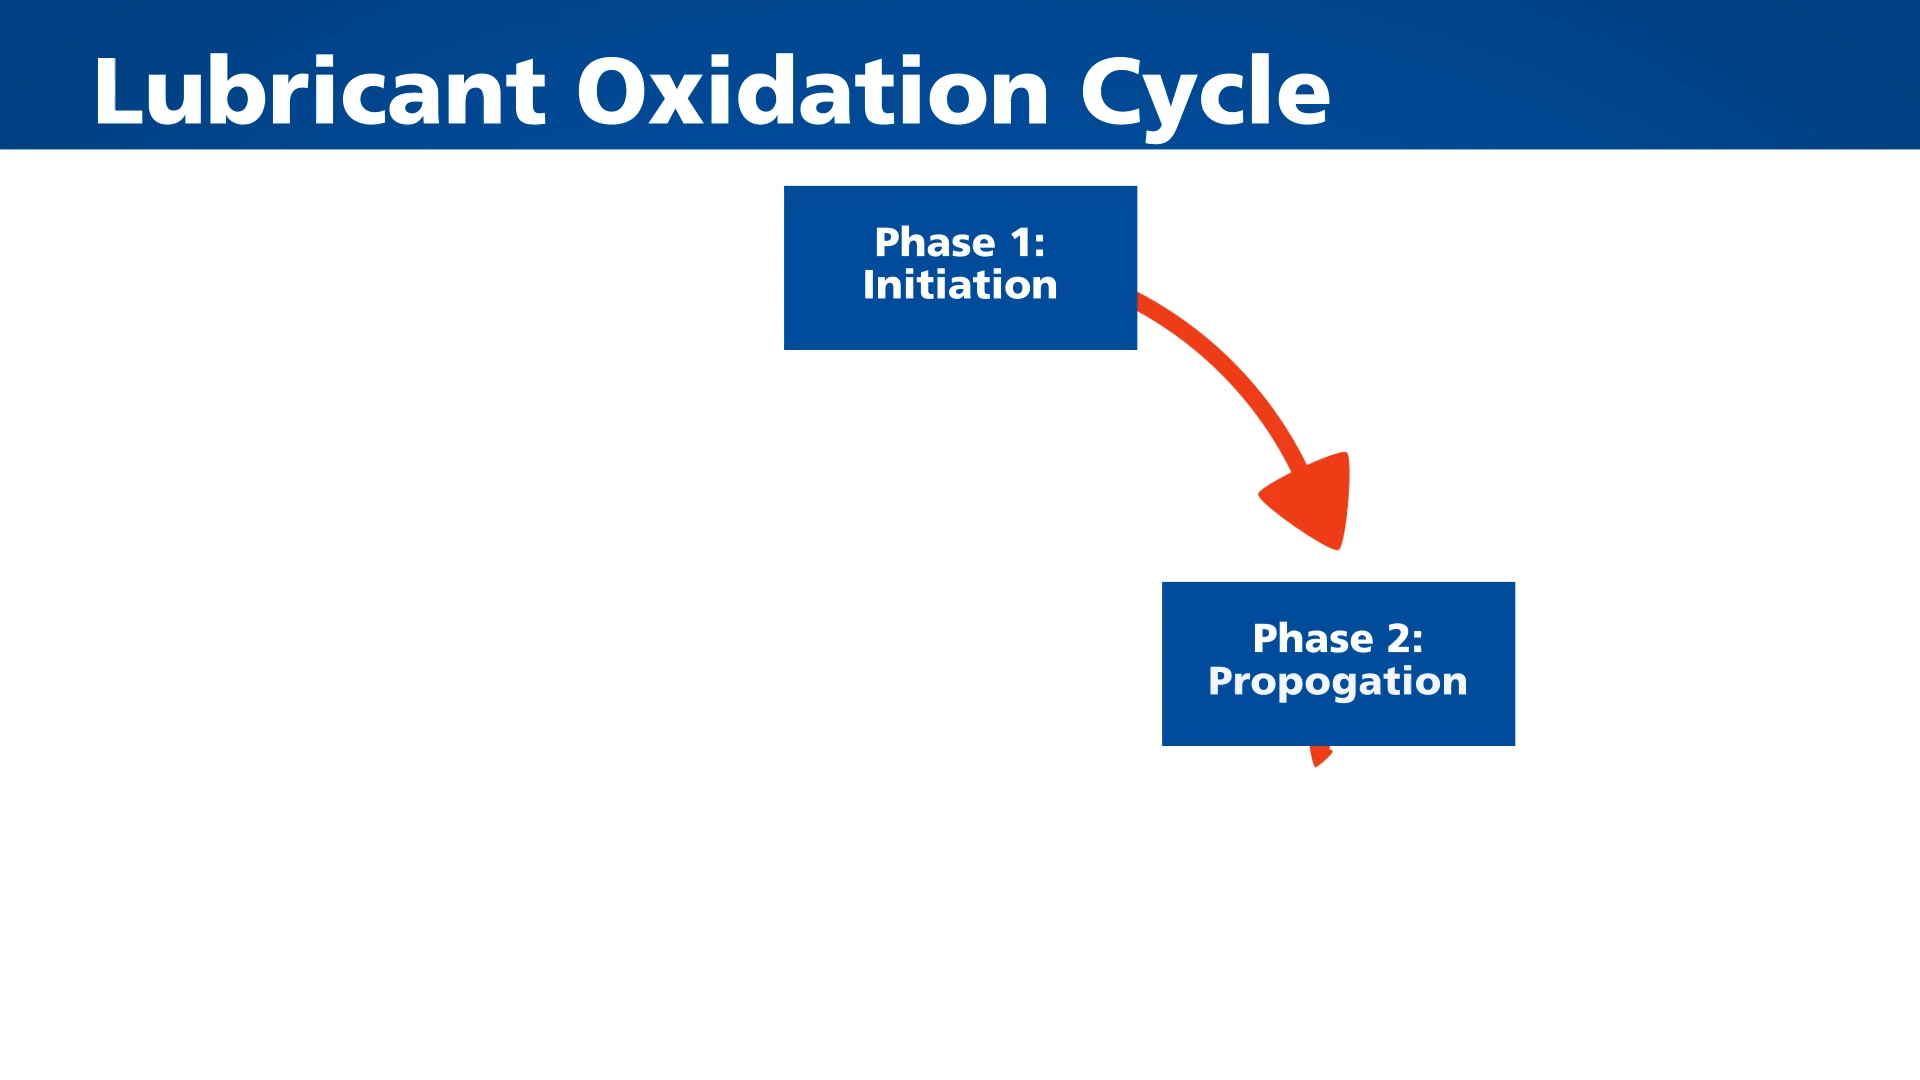 Lubricant Oxidation Cycle
Phase 1:
Initiation
Phase 2:
Propogation